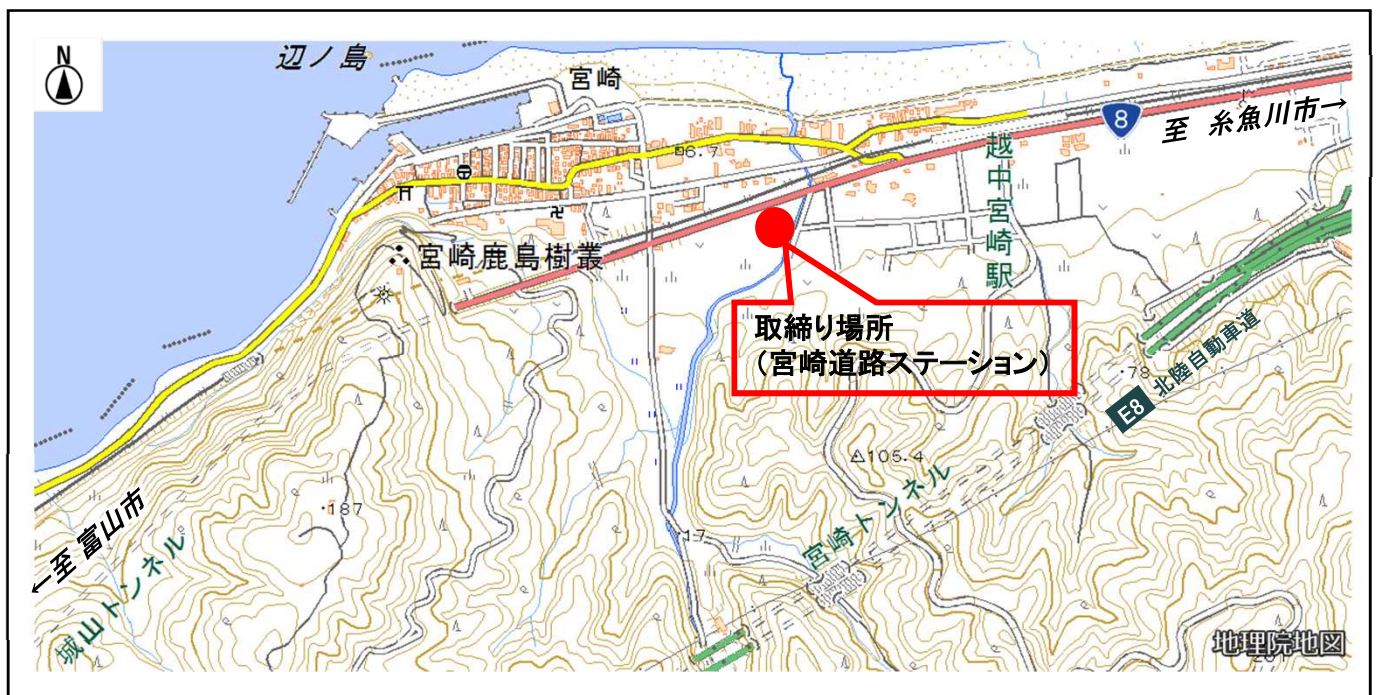 N
辺ノ島
宮崎
8
至 糸魚川市→
6.7
越中宮崎駅
宮崎鹿島樹叢
取締り場所
(宮崎道路ステーション)
78
E8 北陸自動車道
105.4
187
17
宮崎トンネル
←至富山市
城山トンネル
地理院地図